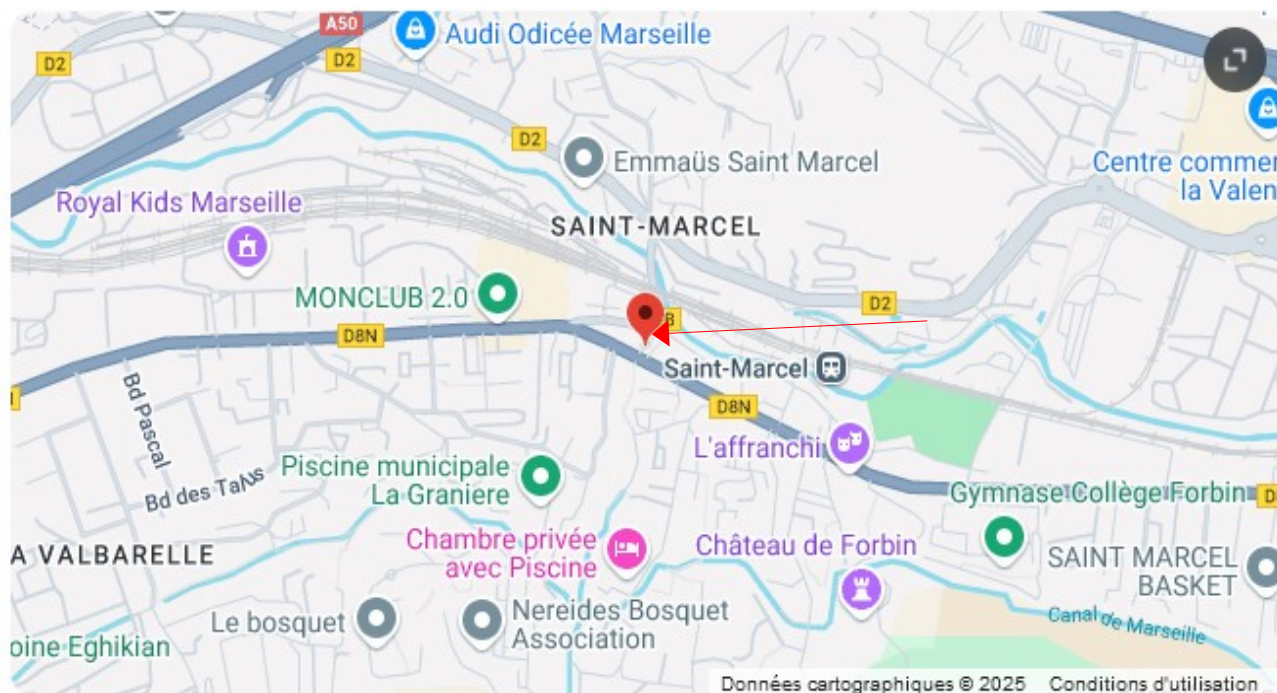 A50
Audi Odicée Marseille
D2
D2
D2
Emmaüs Saint Marcel
Centre commer
la Valen
Royal Kids Marseille
SAINT-MARCEL
MONCLUB 2.0
D2
B
D8N
Saint-Marcel
Bd Pascal
D8N
L'affranchi
Piscine municipale
La Graniere
Bd des Talus
Gymnase Collège Forbin
D8
Chambre privée
avec Piscine
Château de Forbin
A VALBARELLE
SAINT MARCEL
BASKET
Le bosquet
Nereides Bosquet
Association
Canal de Marseille
oine Eghikian
Données cartographiques © 2025
Conditions d'utilisation